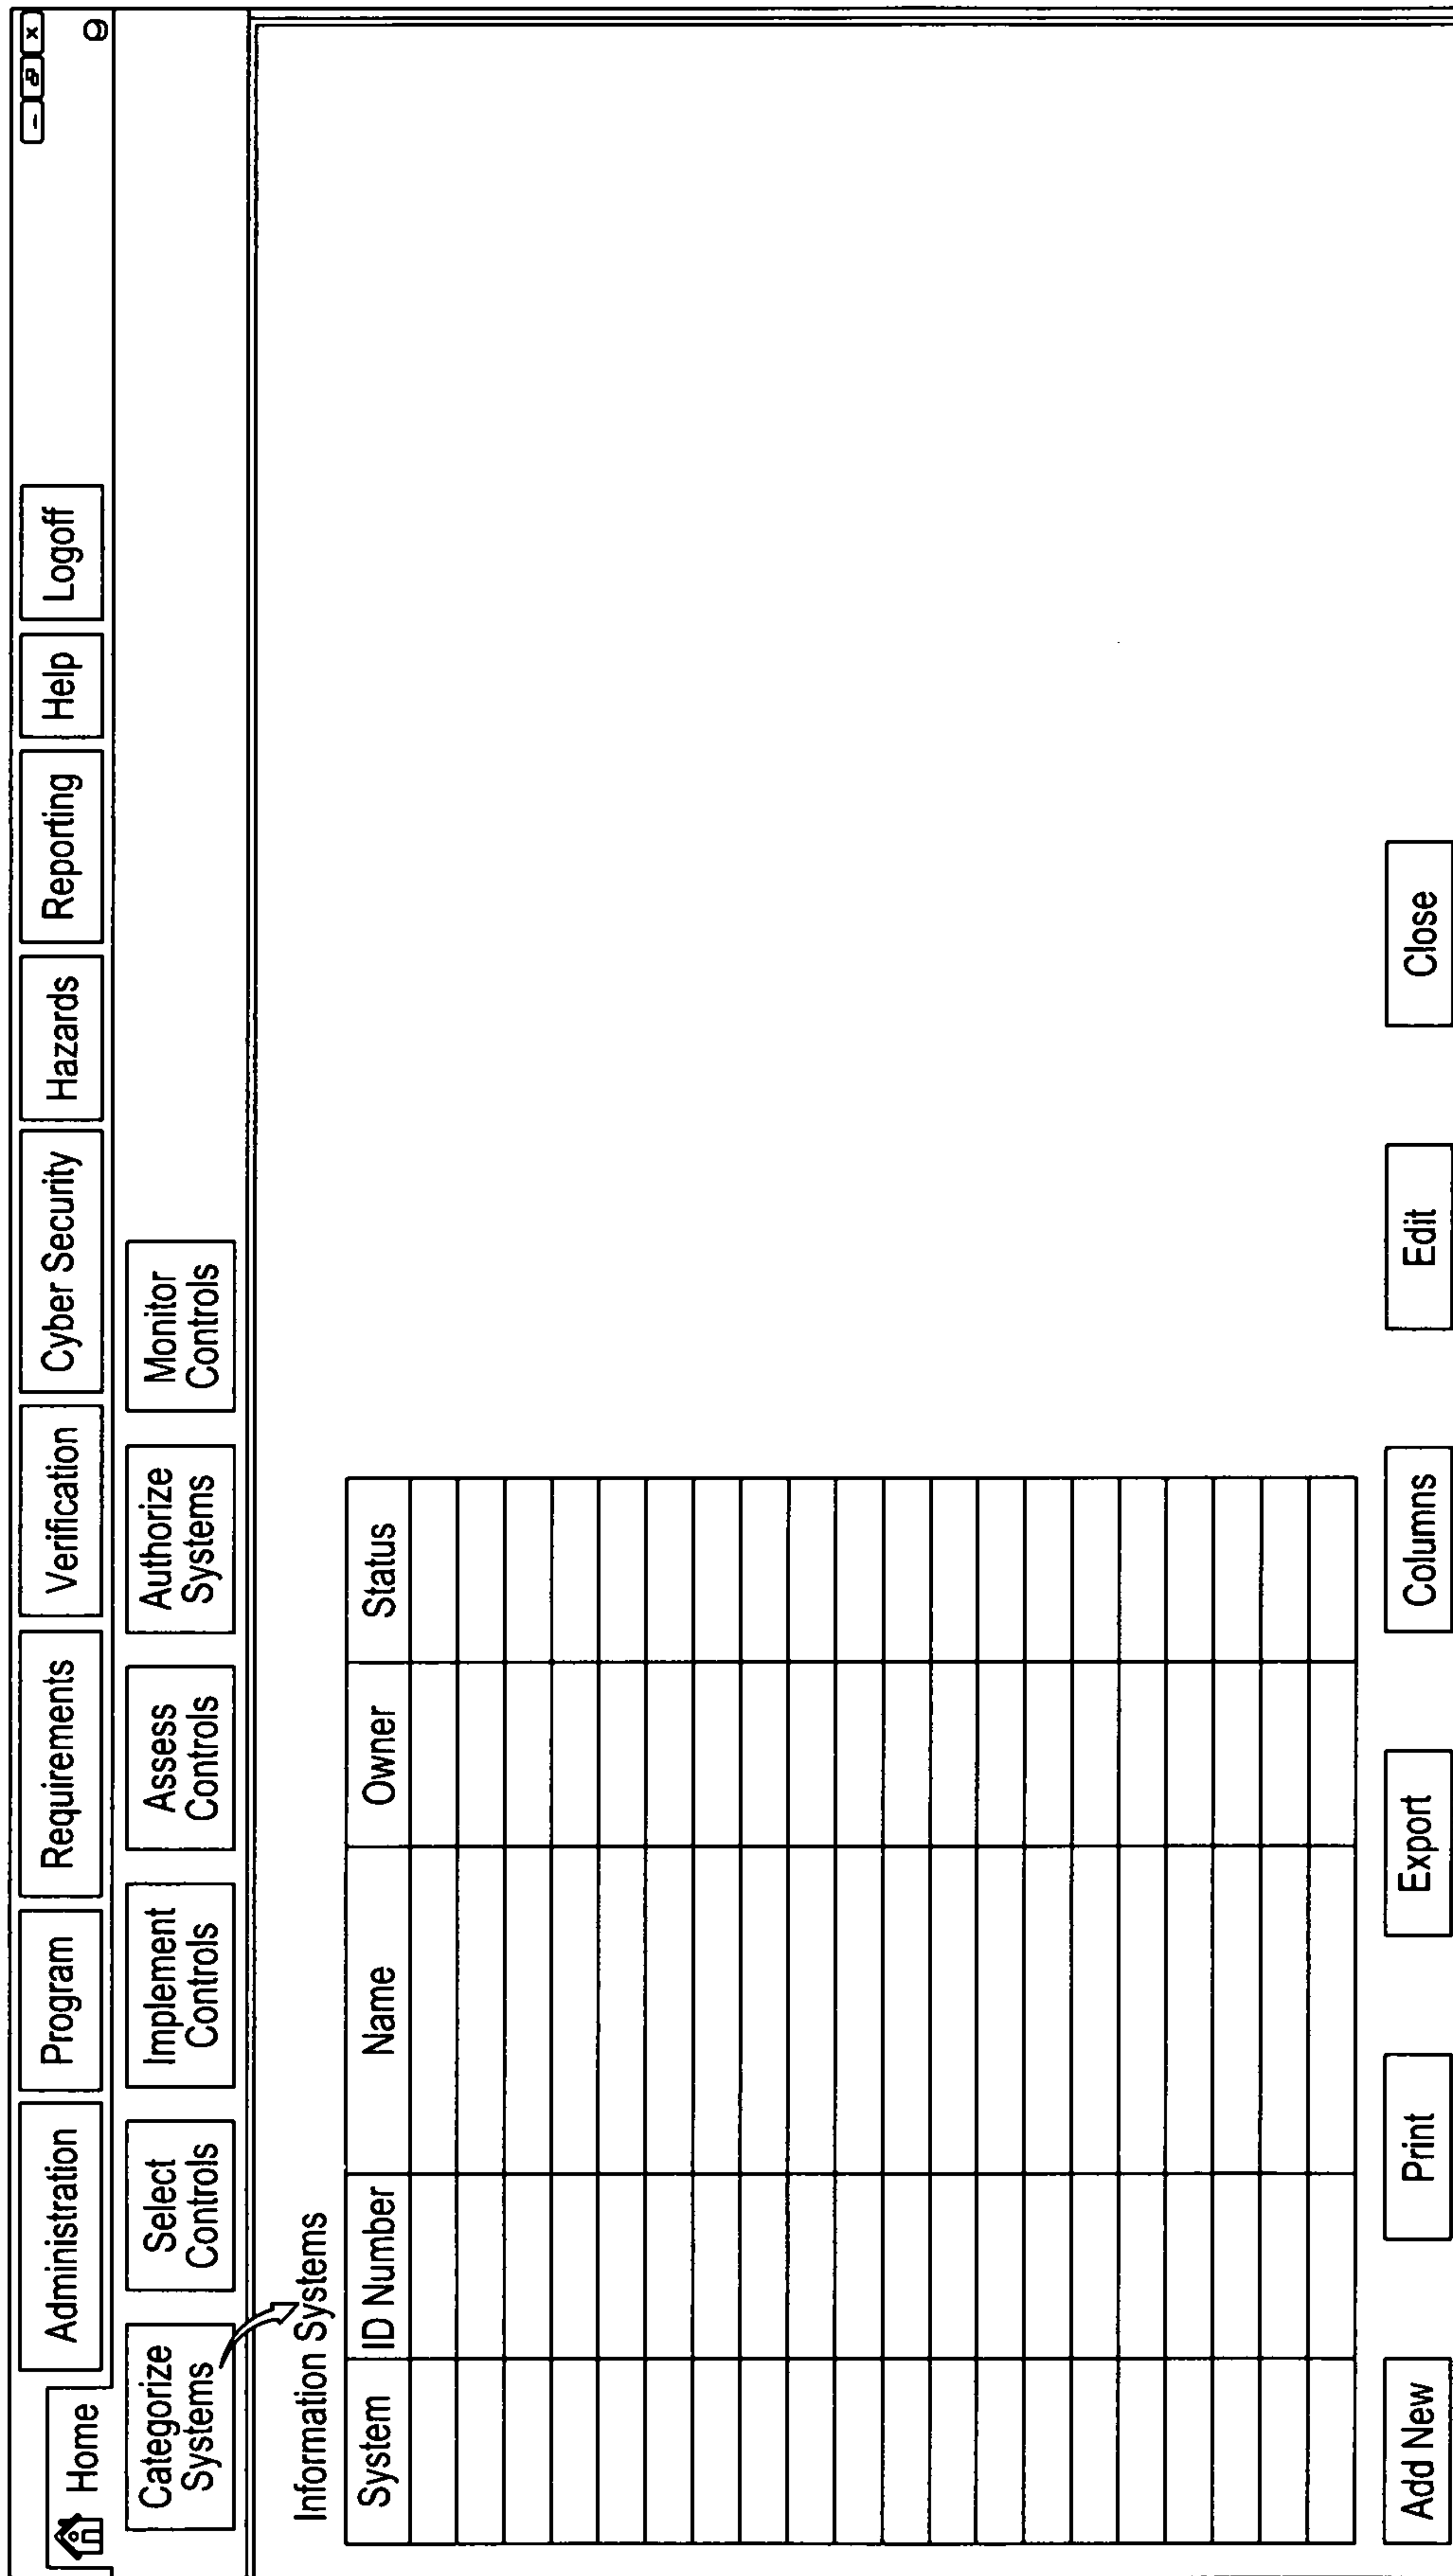 Home Administration Program Requirements Verification Cyber Security Hazards Reporting Help Logoff
Categorize Systems
Select Controls
Implement Controls
Assess Controls
Authorize Systems
Monitor Controls
Information Systems
System ID Number Name Owner Status
Add New Print Export Columns Edit Close